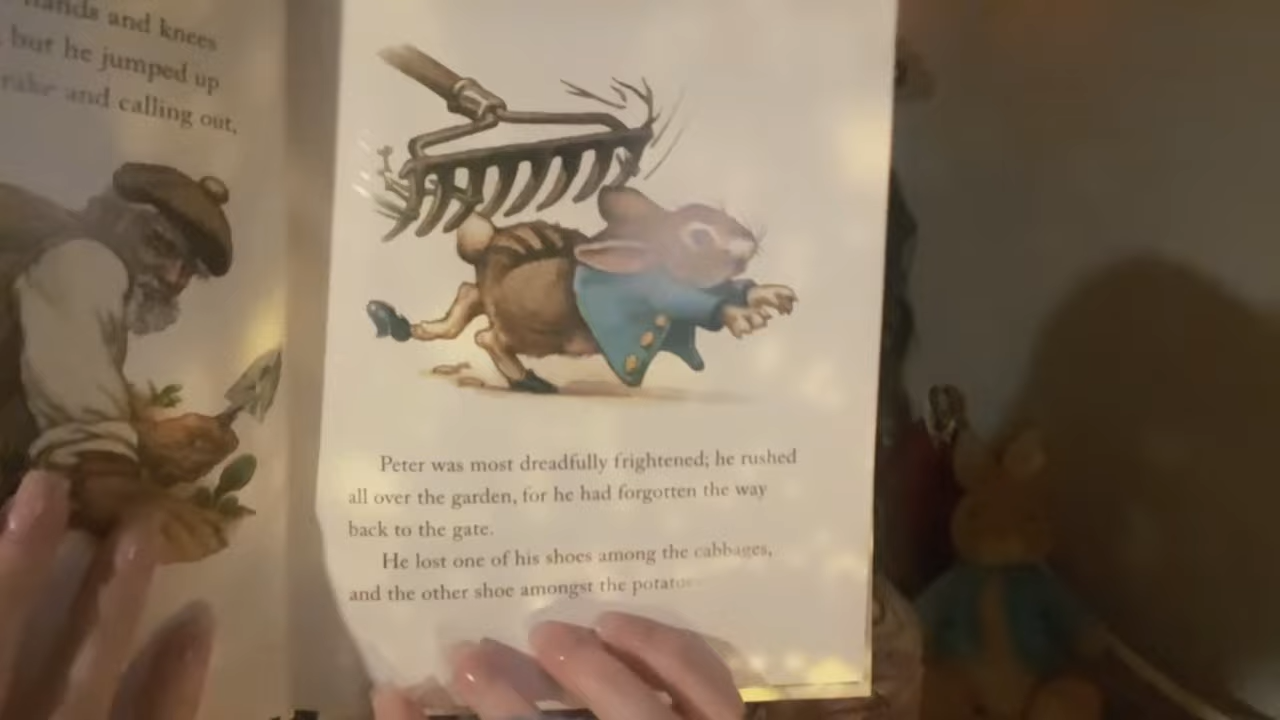 hands and knees
but he jumped up
rake and calling out,
Peter was most dreadfully frightened; he rushed
all over the garden, for he had forgotten the way
back to the gate.
He lost one of his shoes among the cabbages,
and the other shoe amongst the